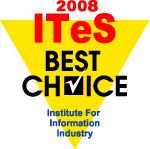 2008
ITeS
BEST
CHOICE
Institute For
Information
Industry